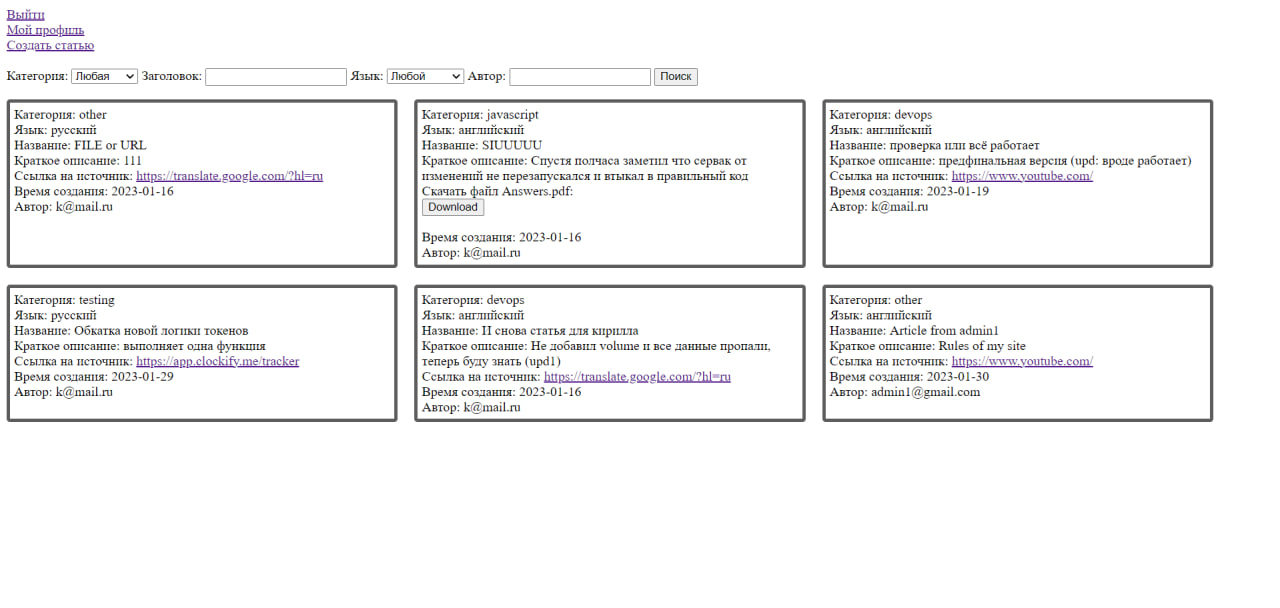 Выйти
Мой профиль
Создать статью
Категория: Любая Заголовок: Язык: Любой Автор: Поиск
Категория: other
Язык: русский
Название: FILE or URL
Краткое описание: 111
Ссылка на источник: https://translate.google.com/?hl=ru
Время создания: 2023-01-16
Автор: k@mail.ru
Категория: javascript
Язык: английский
Название: SIUUUUU
Краткое описание: Спустя полчаса заметил что сервак от
изменений не перезапускался и втыкал в правильный код
Скачать файл Answers.pdf:
Download
Время создания: 2023-01-16
Автор: k@mail.ru
Категория: devops
Язык: английский
Название: проверка или всё работает
Краткое описание: предфинальная версия (upd: вроде работает)
Ссылка на источник: https://www.youtube.com/
Время создания: 2023-01-19
Автор: k@mail.ru
Категория: testing
Язык: русский
Название: Обкатка новой логики токенов
Краткое описание: выполняет одна функция
Ссылка на источник: https://app.clockify.me/tracker
Время создания: 2023-01-29
Автор: k@mail.ru
Категория: devops
Язык: английский
Название: И снова статья для кирилла
Краткое описание: Не добавил volume и все данные пропали,
теперь буду знать (upd1)
Ссылка на источник: https://translate.google.com/?hl=ru
Время создания: 2023-01-16
Автор: k@mail.ru
Категория: other
Язык: английский
Название: Article from admin1
Краткое описание: Rules of my site
Ссылка на источник: https://www.youtube.com/
Время создания: 2023-01-30
Автор: admin1@gmail.com